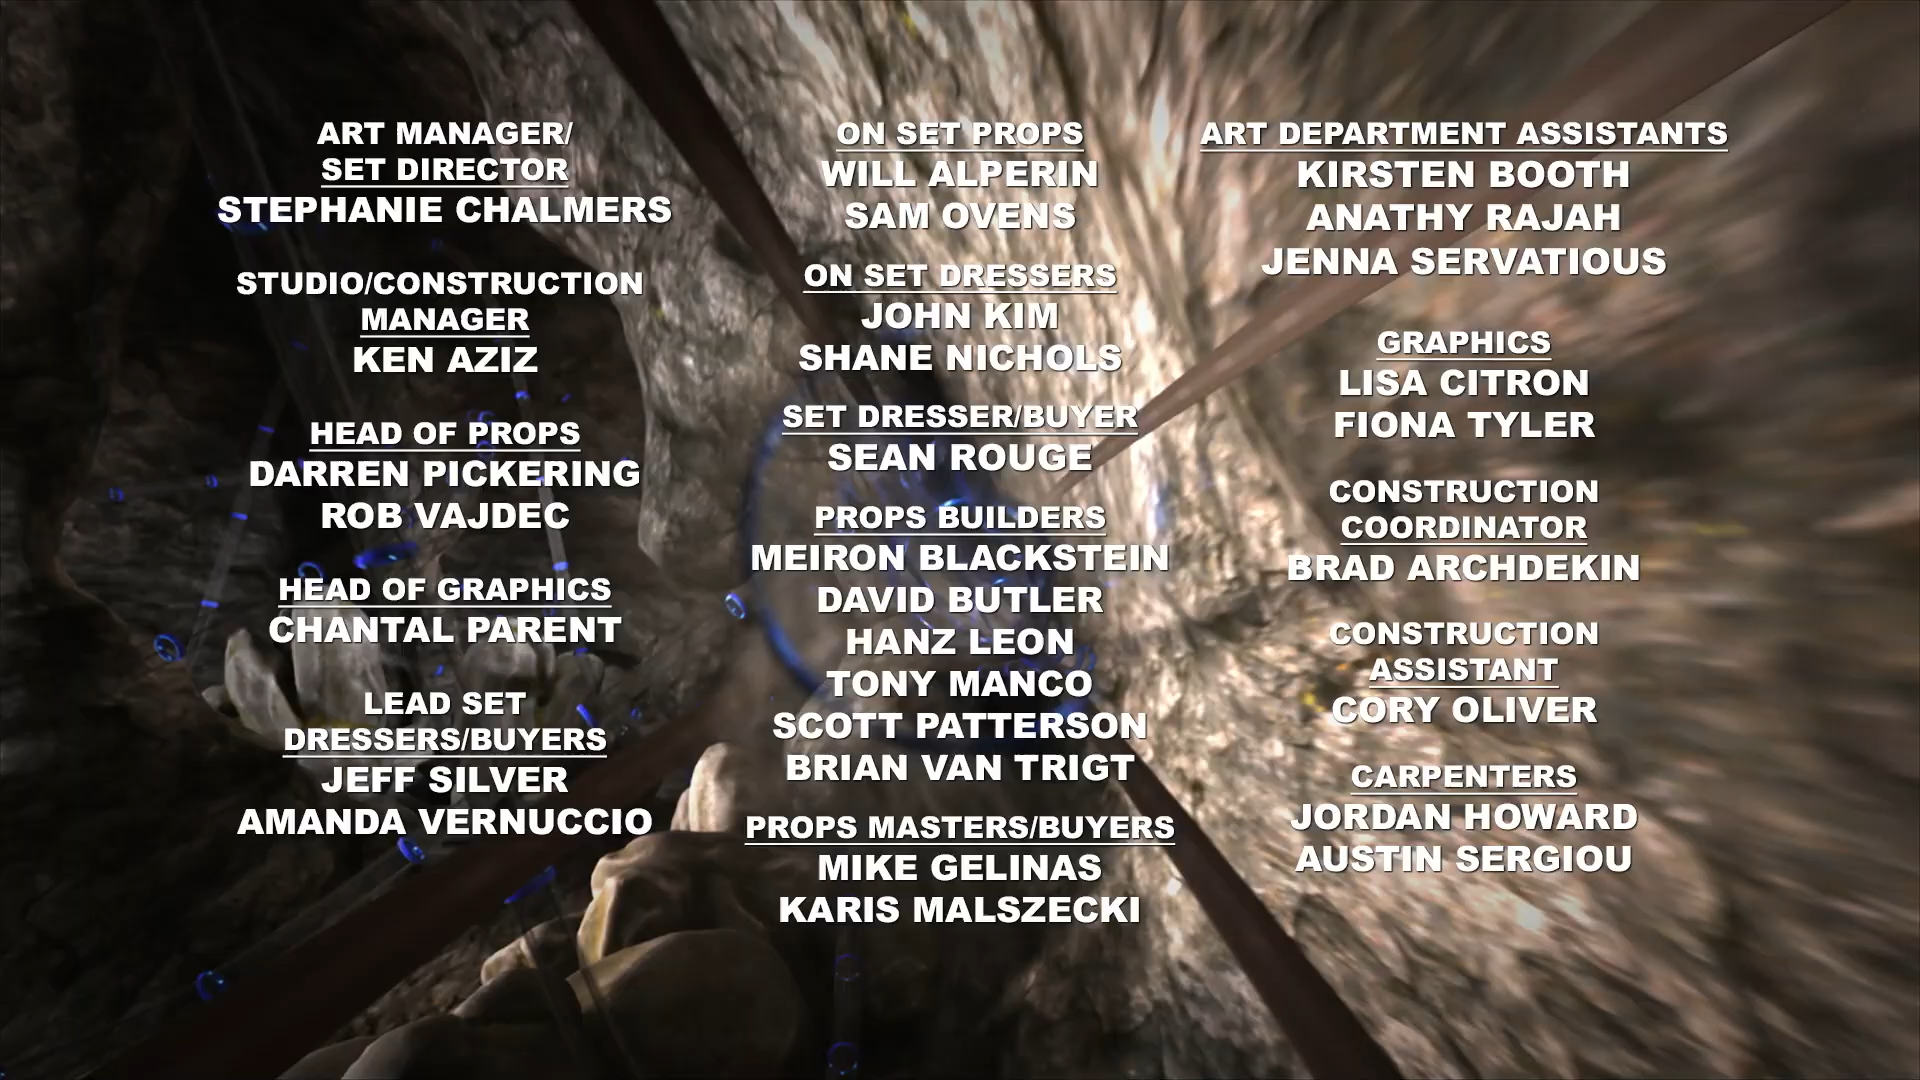 ART MANAGER/
SET DIRECTOR
STEPHANIE CHALMERS
STUDIO/CONSTRUCTION
MANAGER
KEN AZIZ
HEAD OF PROPS
DARREN PICKERING
ROB VAJDEC
HEAD OF GRAPHICS
CHANTAL PARENT
LEAD SET
DRESSERS/BUYERS
JEFF SILVER
AMANDA VERNUCCIO
ON SET PROPS
WILL ALPERIN
SAM OVENS
ON SET DRESSERS
JOHN KIM
SHANE NICHOLS
SET DRESSER/BUYER
SEAN ROUGE
PROPS BUILDERS
MEIRON BLACKSTEIN
DAVID BUTLER
HANZ LEON
TONY MANCO
SCOTT PATTERSON
BRIAN VAN TRIGT
PROPS MASTERS/BUYERS
MIKE GELINAS
KARIS MALSZECKI
ART DEPARTMENT ASSISTANTS
KIRSTEN BOOTH
ANATHY RAJAH
JENNA SERVATIOUS
GRAPHICS
LISA CITRON
FIONA TYLER
CONSTRUCTION
COORDINATOR
BRAD ARCHDEKIN
CONSTRUCTION
ASSISTANT
CORY OLIVER
CARPENTERS
JORDAN HOWARD
AUSTIN SERGIOU